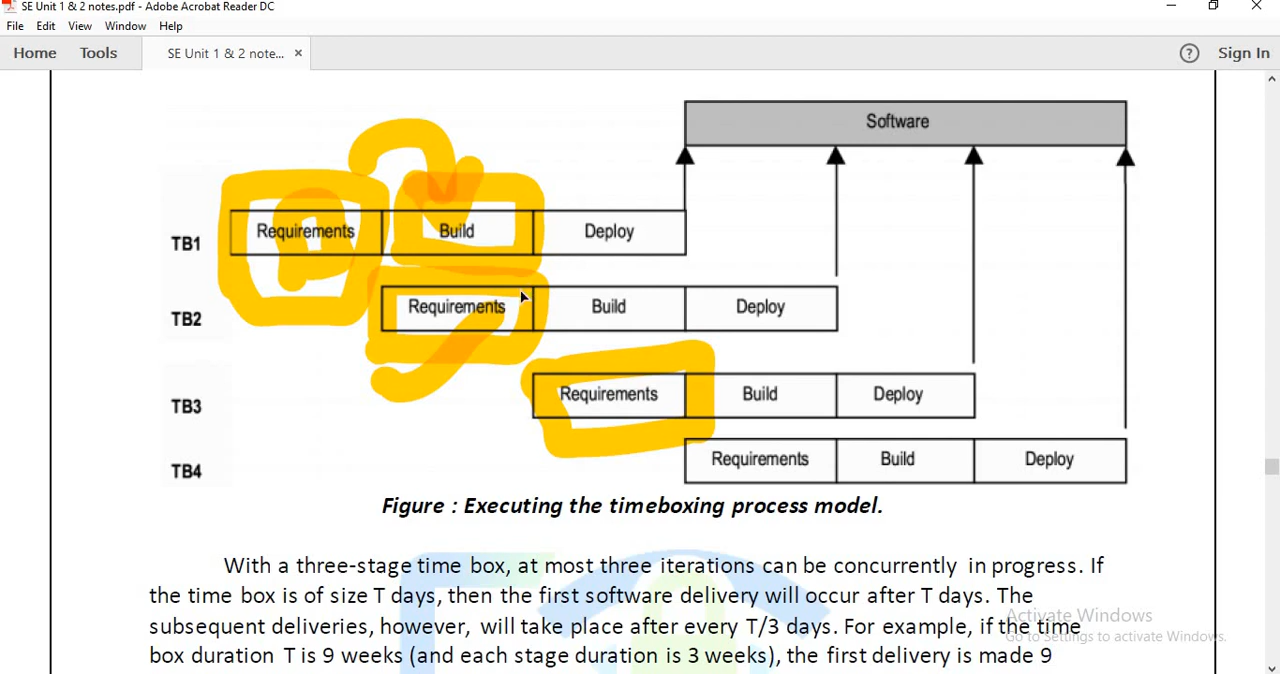 SE Unit 1 & 2 notes.pdf - Adobe Acrobat Reader DC
File Edit View Window Help
Home Tools SE Unit 1 & 2 note... × ? Sign In
Software
TB1 Requirements Build Deploy
TB2 Requirements Build Deploy
TB3 Requirements Build Deploy
TB4 Requirements Build Deploy
Figure : Executing the timeboxing process model.
With a three-stage time box, at most three iterations can be concurrently in progress. If
the time box is of size T days, then the first software delivery will occur after T days. The
subsequent deliveries, however, will take place after every T/3 days. For example, if the time
box duration T is 9 weeks (and each stage duration is 3 weeks), the first delivery is made 9
Activate Windows
Go to Settings to activate Windows.